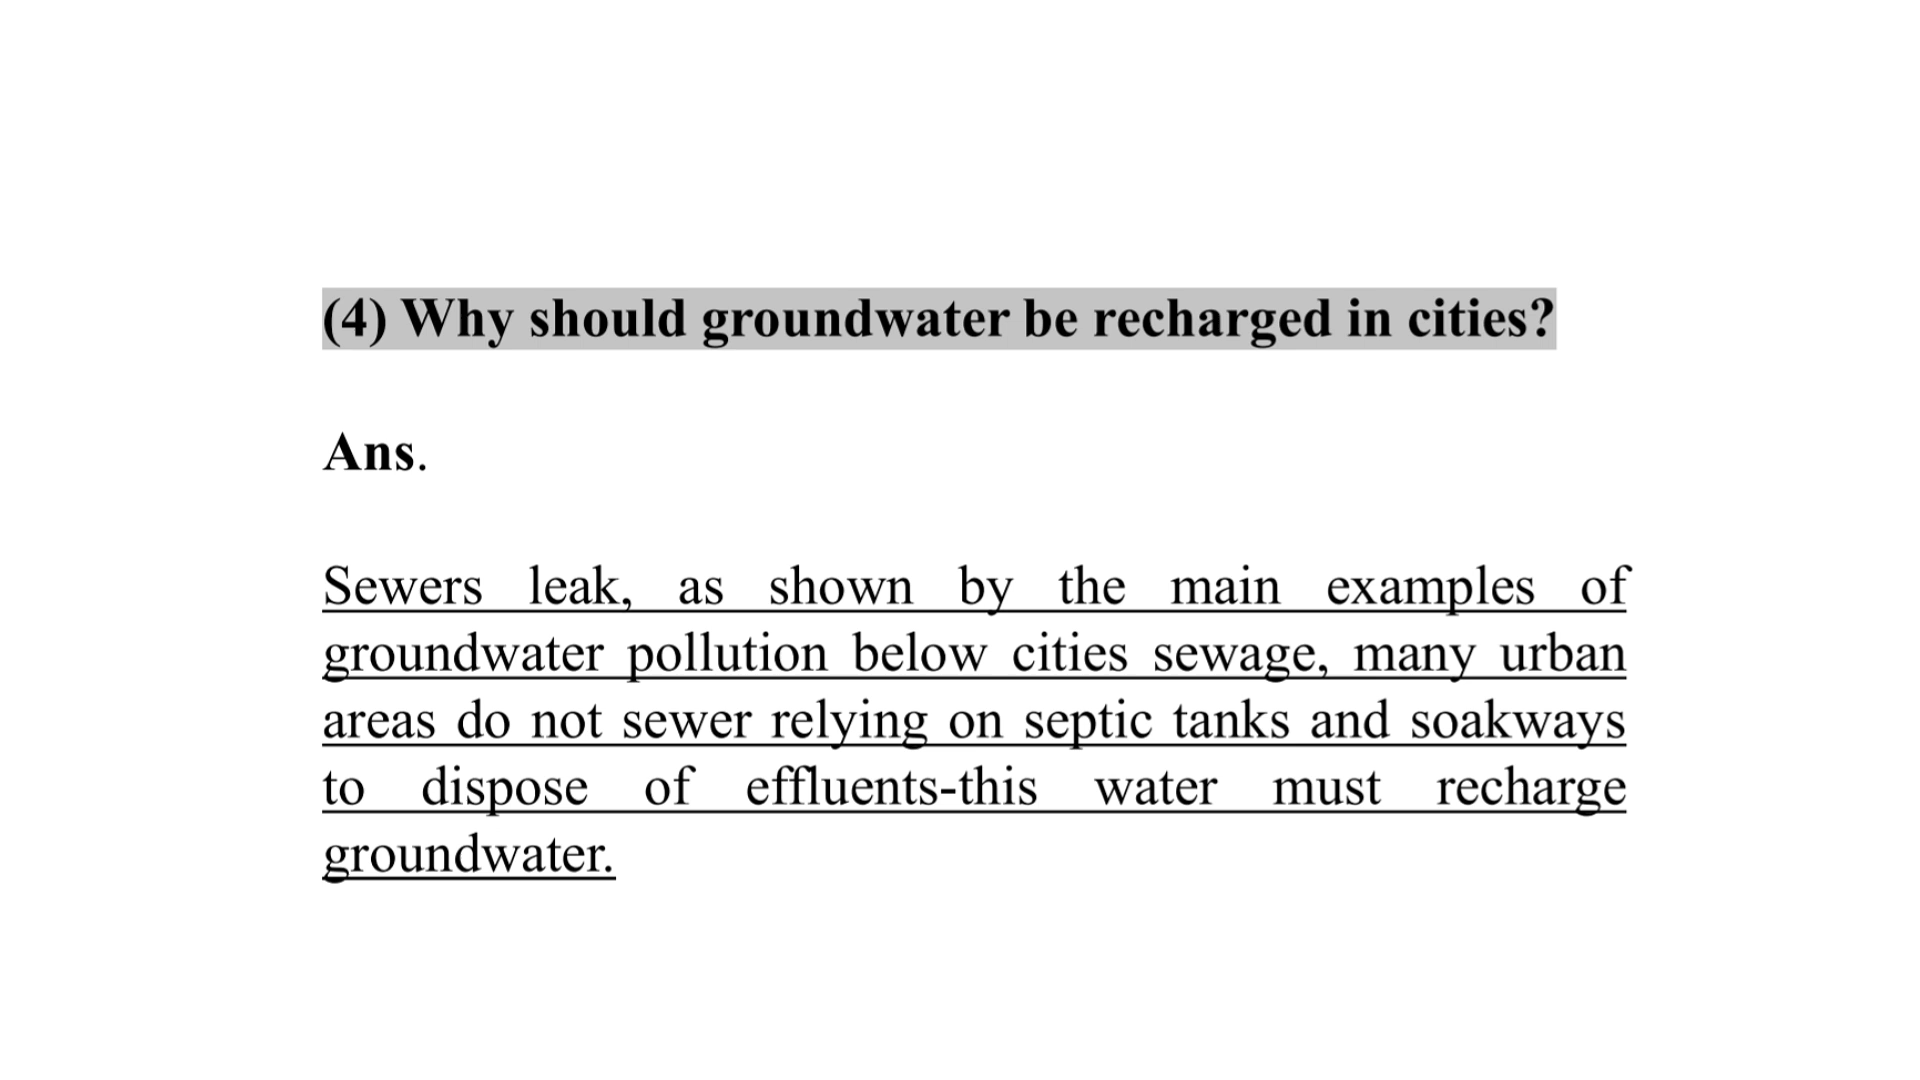 (4) Why should groundwater be recharged in cities?
Ans.
Sewers leak, as shown by the main examples of
groundwater pollution below cities sewage, many urban
areas do not sewer relying on septic tanks and soakways
to dispose of effluents-this water must recharge
groundwater.